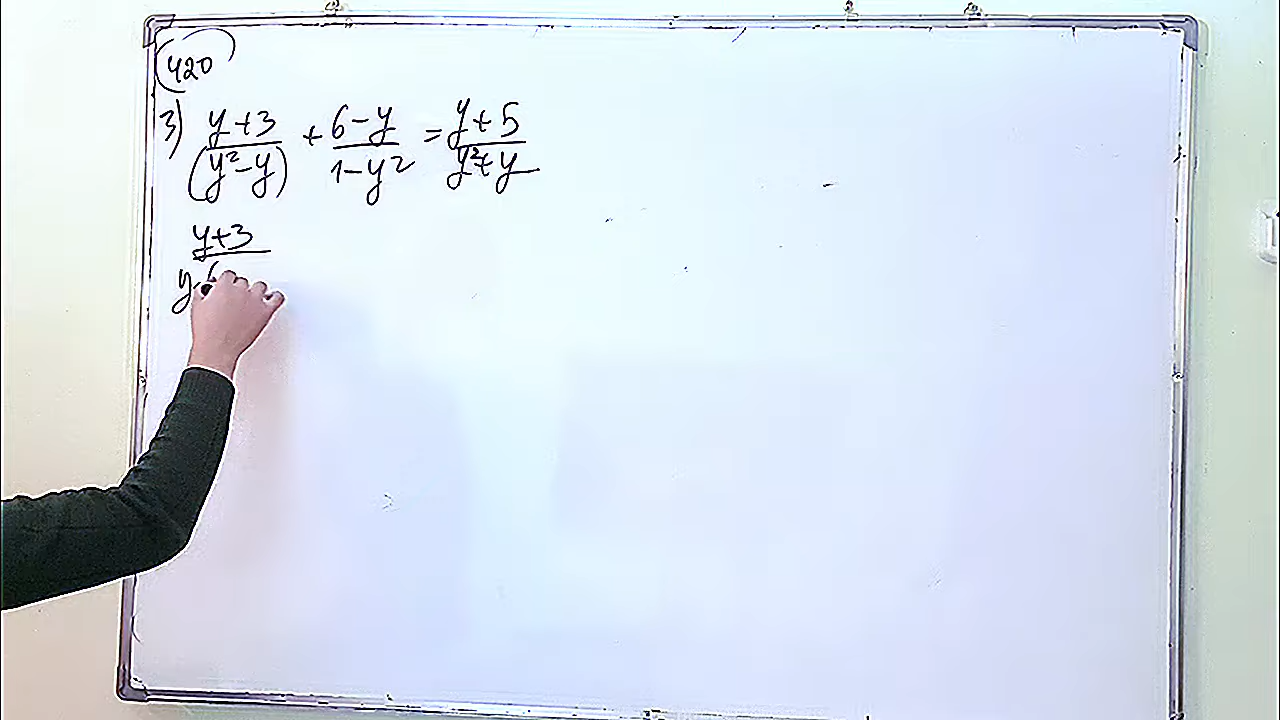 420
3) (y+3)/(y²-y) + (6-y)/(1-y²) = (y+5)/(y²+y)
y+3
y(